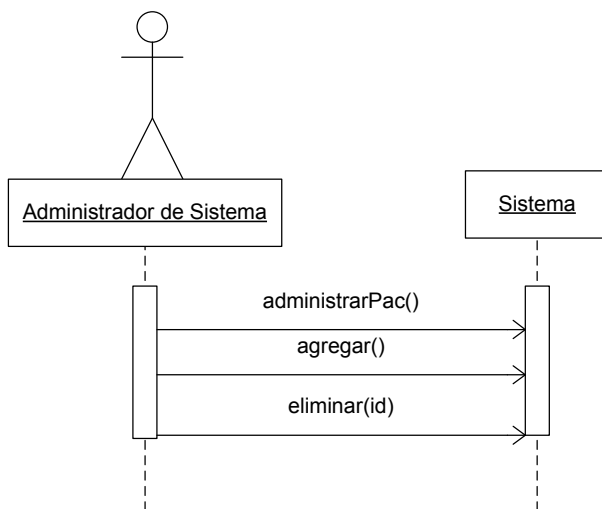 Administrador de Sistema
Sistema
administrarPac()
agregar()
eliminar(id)